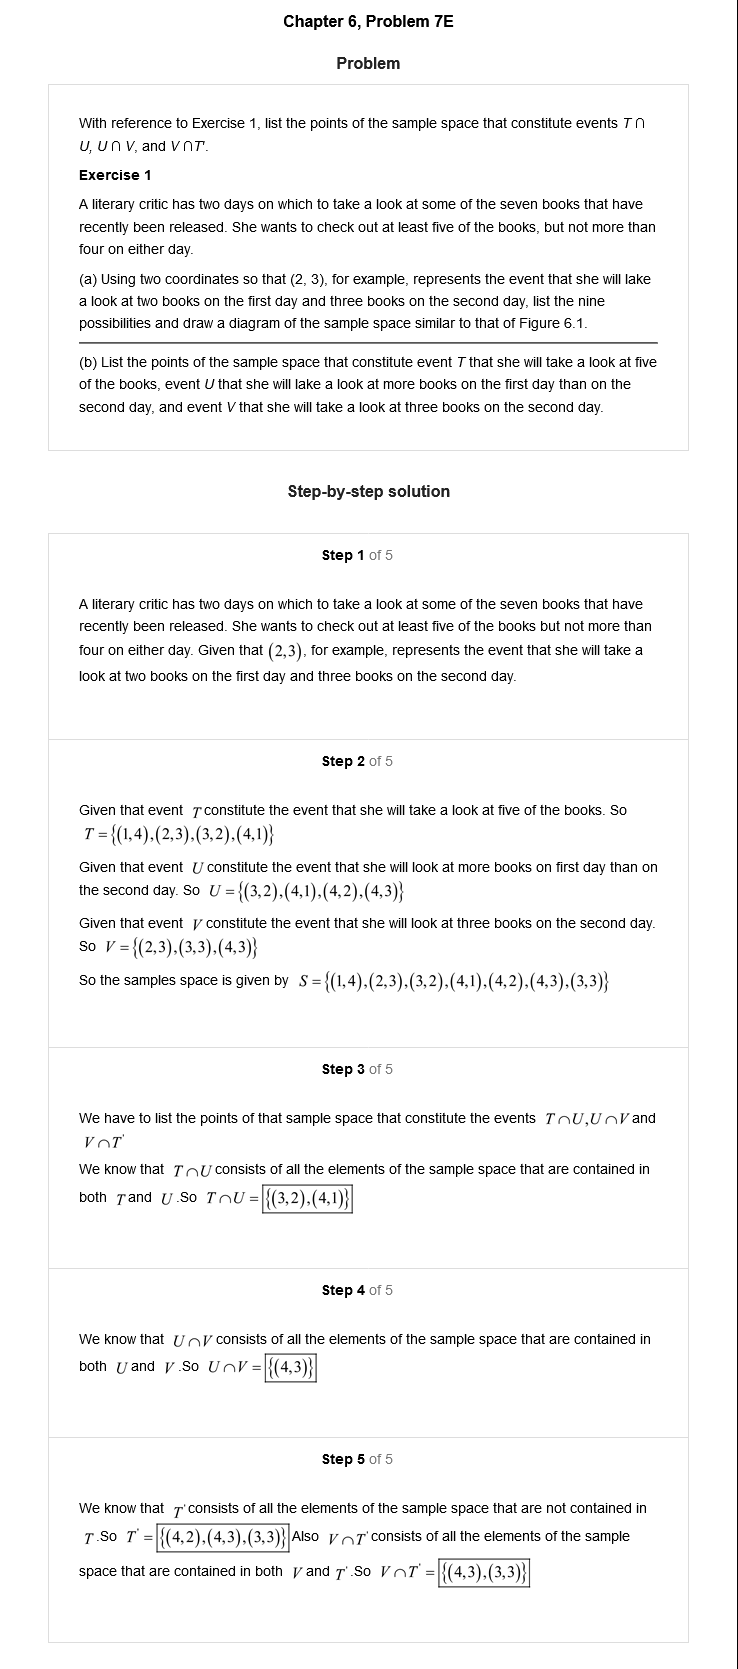 Chapter 6, Problem 7E
Problem
With reference to Exercise 1, list the points of the sample space that constitute events T ∩
U, U ∩ V, and V ∩T'.
Exercise 1
A literary critic has two days on which to take a look at some of the seven books that have
recently been released. She wants to check out at least five of the books, but not more than
four on either day.
(a) Using two coordinates so that (2, 3), for example, represents the event that she will lake
a look at two books on the first day and three books on the second day, list the nine
possibilities and draw a diagram of the sample space similar to that of Figure 6.1.
(b) List the points of the sample space that constitute event T that she will take a look at five
of the books, event U that she will lake a look at more books on the first day than on the
second day, and event V that she will take a look at three books on the second day.
Step-by-step solution
Step 1 of 5
A literary critic has two days on which to take a look at some of the seven books that have
recently been released. She wants to check out at least five of the books but not more than
four on either day. Given that (2,3), for example, represents the event that she will take a
look at two books on the first day and three books on the second day.
Step 2 of 5
Given that event T constitute the event that she will take a look at five of the books. So
T = {(1,4),(2,3),(3,2),(4,1)}
Given that event U constitute the event that she will look at more books on first day than on
the second day. So U = {(3,2),(4,1),(4,2),(4,3)}
Given that event V constitute the event that she will look at three books on the second day.
So V = {(2,3),(3,3),(4,3)}
So the samples space is given by S = {(1,4),(2,3),(3,2),(4,1),(4,2),(4,3),(3,3)}
Step 3 of 5
We have to list the points of that sample space that constitute the events T∩U,U∩V and
V∩T'
We know that T∩U consists of all the elements of the sample space that are contained in
both T and U .So T∩U = {(3,2),(4,1)}
Step 4 of 5
We know that U∩V consists of all the elements of the sample space that are contained in
both U and V .So U∩V = {(4,3)}
Step 5 of 5
We know that T' consists of all the elements of the sample space that are not contained in
T .So T' = {(4,2),(4,3),(3,3)} Also V∩T' consists of all the elements of the sample
space that are contained in both V and T' .So V∩T' = {(4,3),(3,3)}